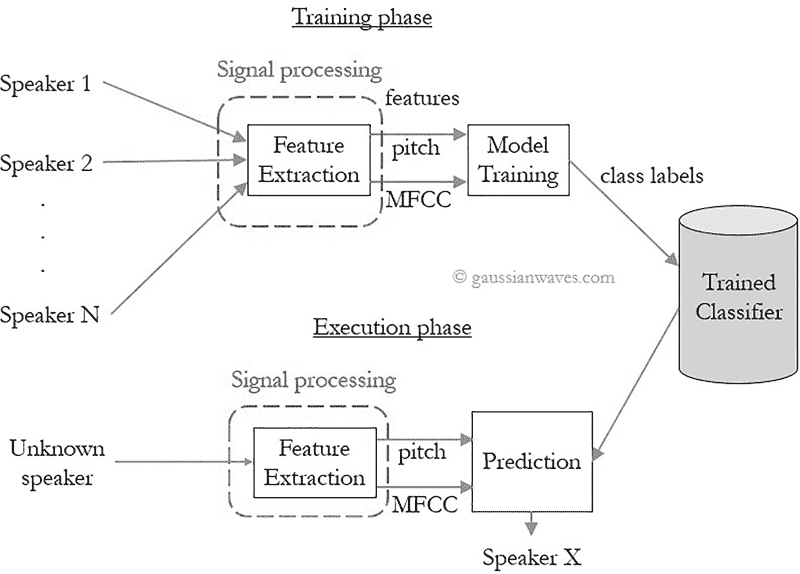 Training phase
Signal processing
Speaker 1
features
Feature
Extraction
pitch
MFCC
Model
Training
Speaker 2
.
.
.
class labels
© gaussianwaves.com
Trained
Classifier
Speaker N
Execution phase
Signal processing
Unknown
speaker
Feature
Extraction
pitch
MFCC
Prediction
Speaker X